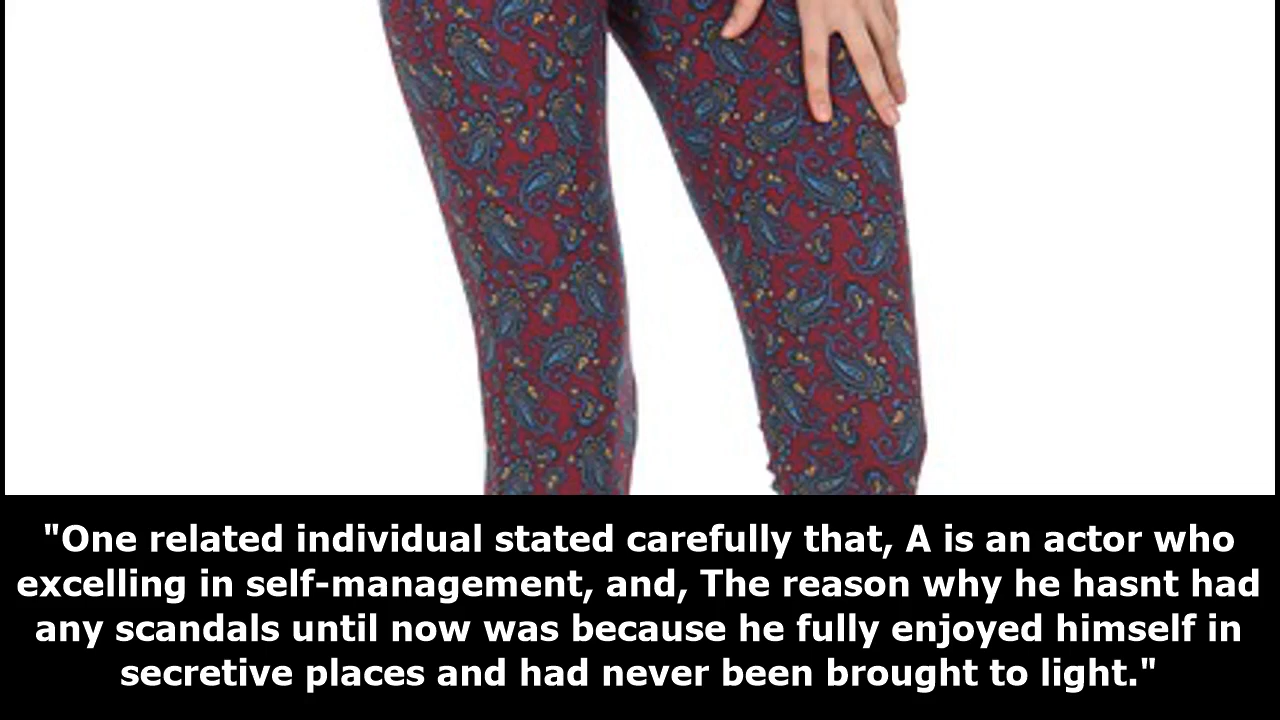 "One related individual stated carefully that, A is an actor who
excelling in self-management, and, The reason why he hasnt had
any scandals until now was because he fully enjoyed himself in
secretive places and had never been brought to light."